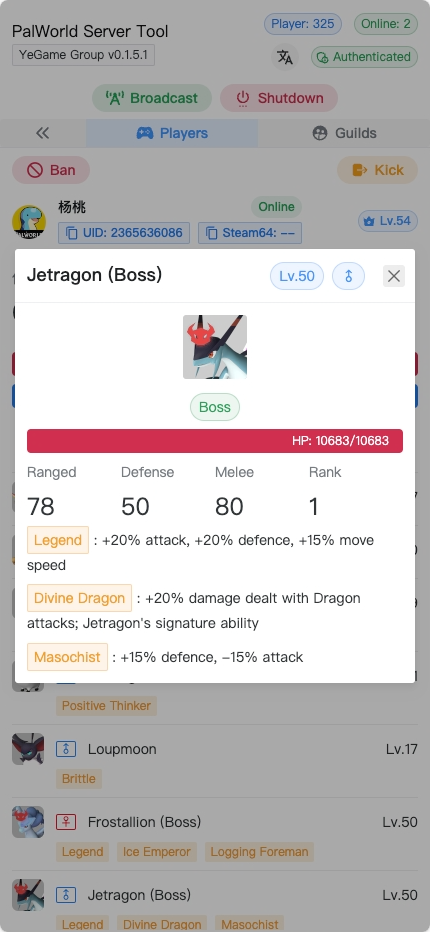 PalWorld Server Tool
Player: 325
Online: 2
YeGame Group v0.1.5.1
Authenticated
Broadcast
Shutdown
Players
Guilds
Ban
Kick
杨桃
Online
UID: 2365636086
Steam64: --
Lv.54
Jetragon (Boss)
Lv.50
Boss
HP: 10683/10683
Ranged Defense Melee Rank
78 50 80 1
Legend : +20% attack, +20% defence, +15% move
speed
Divine Dragon : +20% damage dealt with Dragon
attacks; Jetragon's signature ability
Masochist : +15% defence, -15% attack
Positive Thinker
Loupmoon
Lv.17
Brittle
Frostallion (Boss)
Lv.50
Legend Ice Emperor Logging Foreman
Jetragon (Boss)
Lv.50
Legend Divine Dragon Masochist